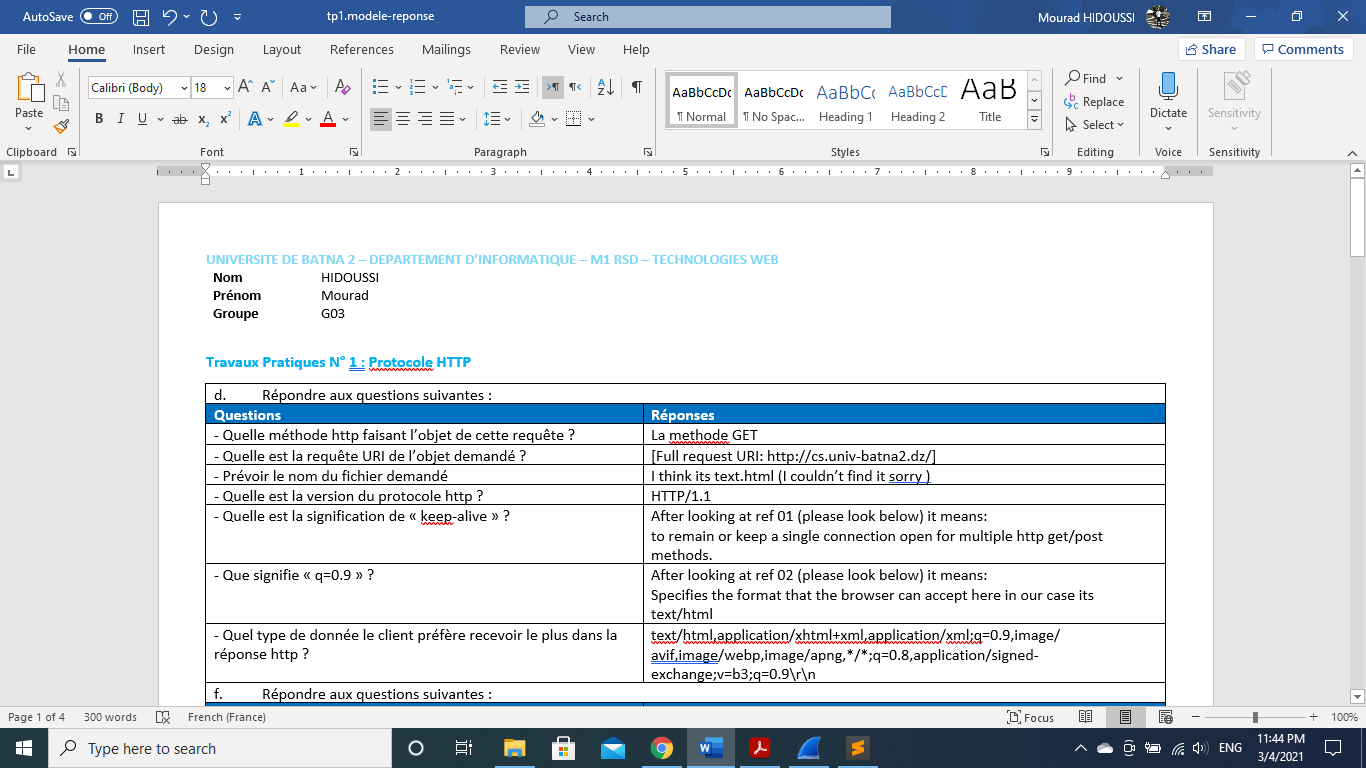 AutoSave Off
tp1.modele-reponse
Search
Mourad HIDOUSSI
File Home Insert Design Layout References Mailings Review View Help
Share Comments
Paste
Calibri (Body) 18
AaBbCcDc AaBbCcDc AaBbCc AaBbCcD AaB
¶ Normal ¶ No Spac... Heading 1 Heading 2 Title
Find
Replace
Select
Dictate
Sensitivity
Clipboard Font Paragraph Styles Editing Voice Sensitivity
1 2 3 4 5 6 7 8 9
UNIVERSITE DE BATNA 2 – DEPARTEMENT D’INFORMATIQUE – M1 RSD – TECHNOLOGIES WEB
Nom HIDOUSSI
Prénom Mourad
Groupe G03
Travaux Pratiques N° 1 : Protocole HTTP
d. Répondre aux questions suivantes :
Questions Réponses
- Quelle méthode http faisant l’objet de cette requête ? La methode GET
- Quelle est la requête URI de l’objet demandé ? [Full request URI: http://cs.univ-batna2.dz/]
- Prévoir le nom du fichier demandé I think its text.html (I couldn’t find it sorry )
- Quelle est la version du protocole http ? HTTP/1.1
- Quelle est la signification de « keep-alive » ? After looking at ref 01 (please look below) it means:
to remain or keep a single connection open for multiple http get/post
methods.
- Que signifie « q=0.9 » ? After looking at ref 02 (please look below) it means:
Specifies the format that the browser can accept here in our case its
text/html
- Quel type de donnée le client préfère recevoir le plus dans la
réponse http ?
text/html,application/xhtml+xml,application/xml;q=0.9,image/
avif,image/webp,image/apng,*/*;q=0.8,application/signed-
exchange;v=b3;q=0.9\r\n
f. Répondre aux questions suivantes :
Page 1 of 4 300 words French (France) Focus 100%
Type here to search
ENG
11:44 PM
3/4/2021